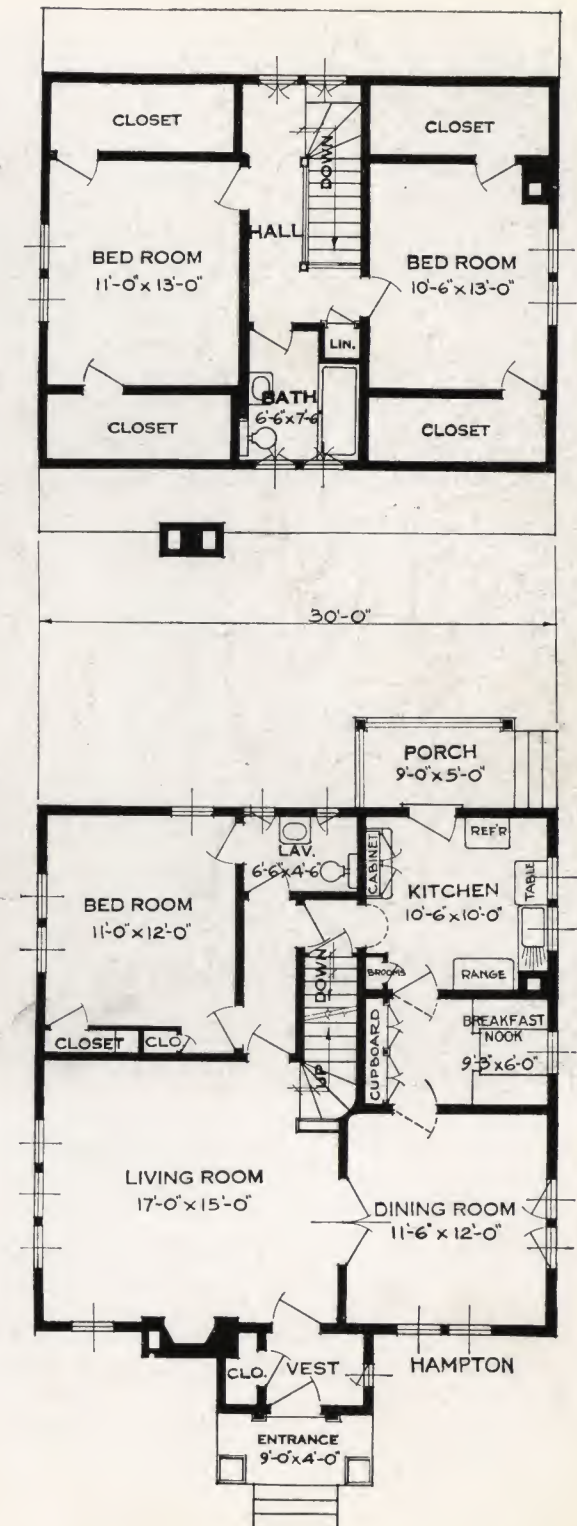 CLOSET
CLOSET
DOWN
HALL
BED ROOM
11'-0" x 13'-0"
BED ROOM
10'-6" x 13'-0"
LIN.
BATH
6'-6" x 7'-6"
CLOSET
CLOSET
30'-0"
PORCH
9'-0" x 5'-0"
REF'R
LAV.
6'-6" x 4'-6"
CABINET
TABLE
KITCHEN
10'-6" x 10'-0"
BED ROOM
11'-0" x 12'-0"
DOWN
BROOMS
RANGE
CLOSET
CLO.
UP
CUPBOARD
BREAKFAST
NOOK
9'-3" x 6'-0"
LIVING ROOM
17'-0" x 15'-0"
DINING ROOM
11'-6" x 12'-0"
CLO.
VEST
HAMPTON
ENTRANCE
9'-0" x 4'-0"